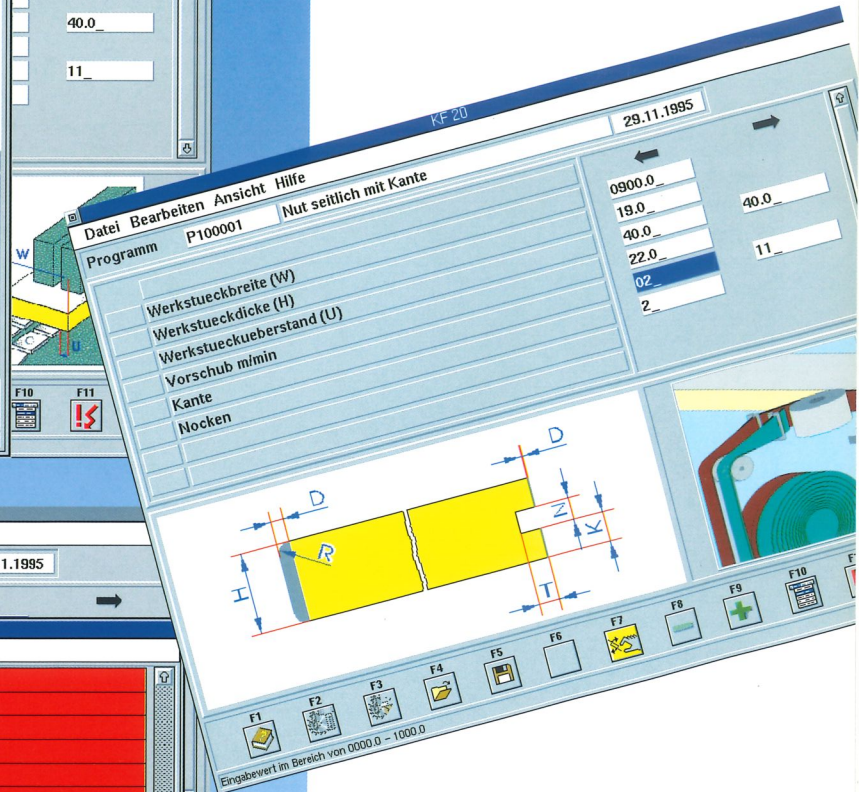 40.0_
11_
W
U
F10 F11
1.1995
KF 20
29.11.1995
Datei Bearbeiten Ansicht Hilfe
Programm P100001 Nut seitlich mit Kante
Werkstueckbreite (W) 0900.0_
Werkstueckdicke (H) 19.0_ 40.0_
Werkstueckueberstand (U) 40.0_
Vorschub m/min 22.0_ 11_
Kante 02_
Nocken 2_
D D
R H N K T
F1 F2 F3 F4 F5 F6 F7 F8 F9 F10
Eingabewert im Bereich von 0000.0 – 1000.0